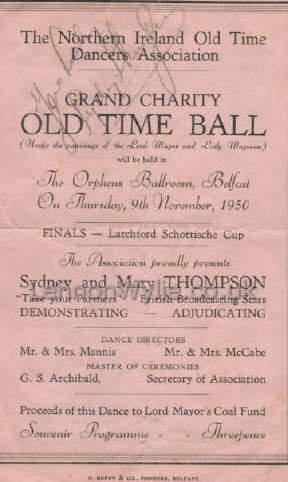 The Northern Ireland Old Time
Dancers Association
GRAND CHARITY
OLD TIME BALL
(Under the patronage of the Lord Mayor and Lady Mayoress)
will be held in
The Orpheus Ballroom, Belfast
On Thursday, 9th November, 1950
FINALS — Latchford Schottische Cup
The Association proudly presents
Sydney and Mary THOMPSON
"Take your Partners" British Broadcasting Stars
DEMONSTRATING - ADJUDICATING
DANCE DIRECTORS
Mr. & Mrs. Mannis Mr. & Mrs. McCabe
MASTER OF CEREMONIES
G. S. Archibald, Secretary of Association
Proceeds of this Dance to Lord Mayor's Coal Fund
Souvenir Programme - - Threepence
P. HUFFY & CO., PRINTERS, BELFAST.